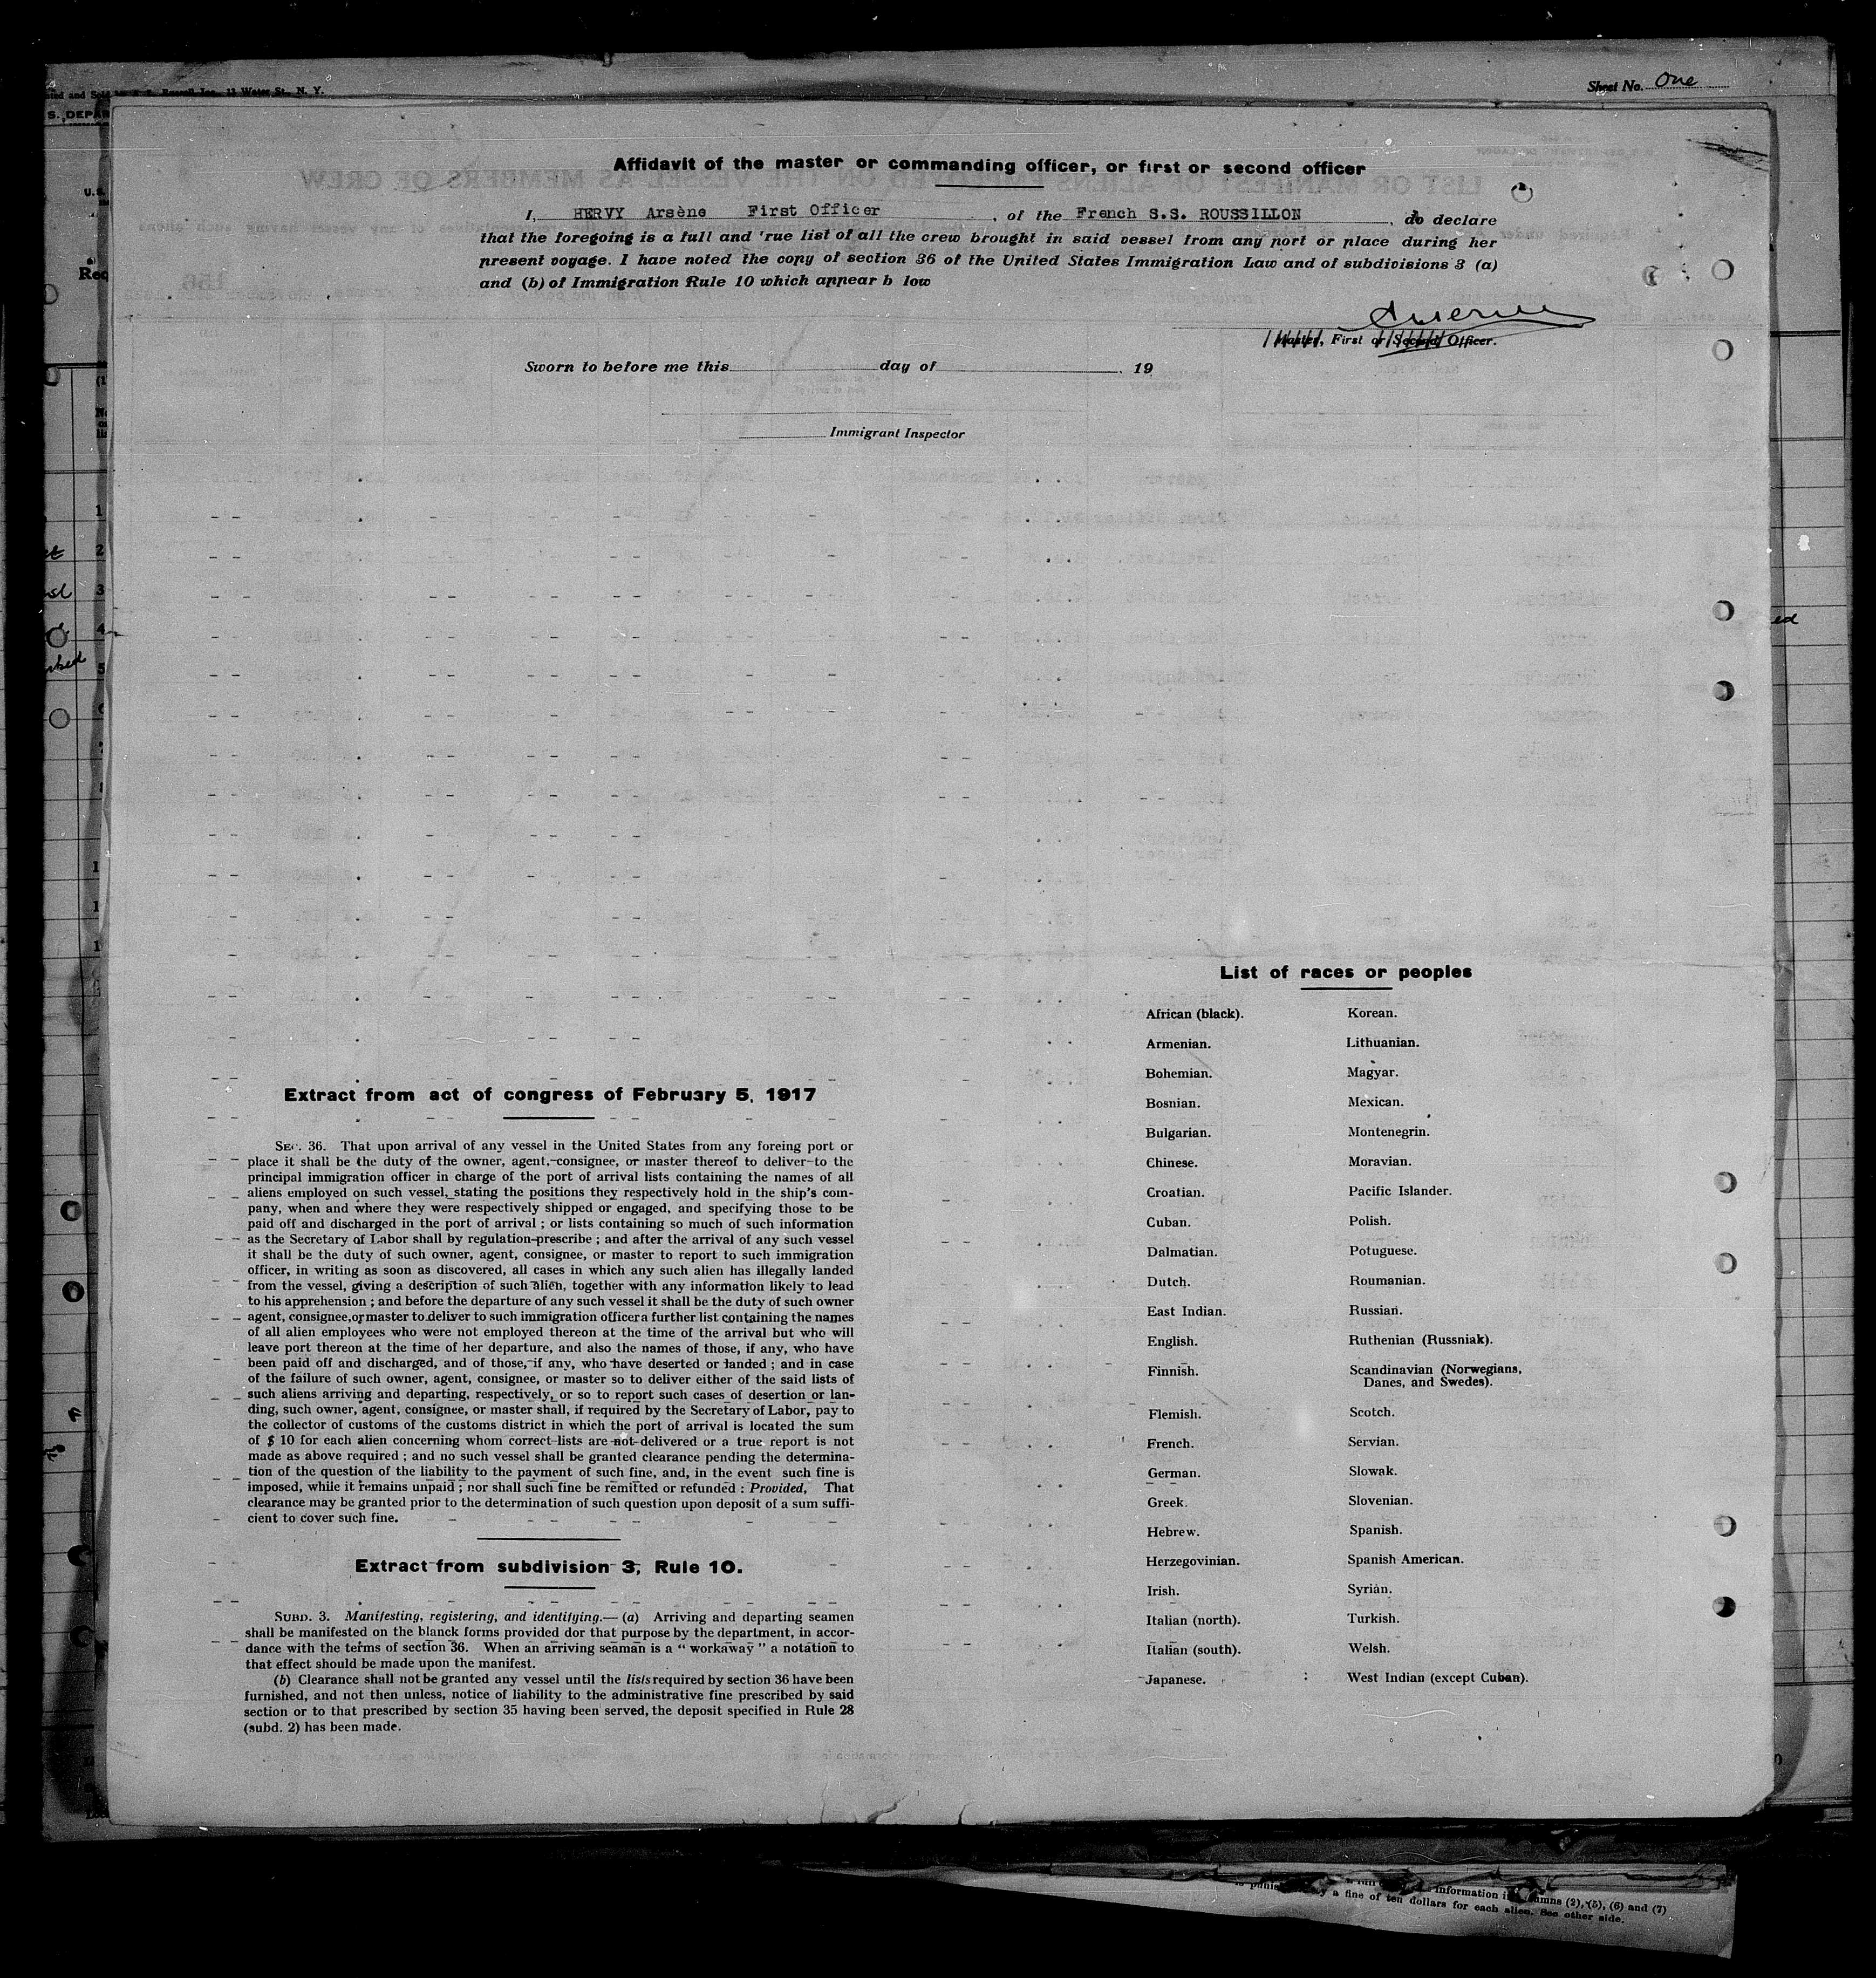 Sheet No. One
12 Water St., N. Y.
Affidavit of the master or commanding officer, or first or second officer
I, HERVY Arsène First Officer , of the French S.S. ROUSSILLON , do declare
that the foregoing is a full and 'rue list of all the crew brought in said vessel from any port or place during her
present voyage. I have noted the copy of section 36 of the United States Immigration Law and of subdivisions 3 (a)
and (b) of Immigration Rule 10 which appear b low
Master, First or Second Officer.
Sworn to before me this day of 19
Immigrant Inspector
Extract from act of congress of February 5, 1917
SEC. 36. That upon arrival of any vessel in the United States from any foreing port or
place it shall be the duty of the owner, agent, consignee, or master thereof to deliver to the
principal immigration officer in charge of the port of arrival lists containing the names of all
aliens employed on such vessel, stating the positions they respectively hold in the ship's com-
pany, when and where they were respectively shipped or engaged, and specifying those to be
paid off and discharged in the port of arrival ; or lists containing so much of such information
as the Secretary of Labor shall by regulation prescribe ; and after the arrival of any such vessel
it shall be the duty of such owner, agent, consignee, or master to report to such immigration
officer, in writing as soon as discovered, all cases in which any such alien has illegally landed
from the vessel, giving a description of such alien, together with any information likely to lead
to his apprehension ; and before the departure of any such vessel it shall be the duty of such owner
agent, consignee, or master to deliver to such immigration officer a further list containing the names
of all alien employees who were not employed thereon at the time of the arrival but who will
leave port thereon at the time of her departure, and also the names of those, if any, who have
been paid off and discharged, and of those, if any, who have deserted or landed ; and in case
of the failure of such owner, agent, consignee, or master so to deliver either of the said lists of
such aliens arriving and departing, respectively, or so to report such cases of desertion or lan-
ding, such owner, agent, consignee, or master shall, if required by the Secretary of Labor, pay to
the collector of customs of the customs district in which the port of arrival is located the sum
of $ 10 for each alien concerning whom correct lists are not delivered or a true report is not
made as above required ; and no such vessel shall be granted clearance pending the determina-
tion of the question of the liability to the payment of such fine, and, in the event such fine is
imposed, while it remains unpaid ; nor shall such fine be remitted or refunded : Provided, That
clearance may be granted prior to the determination of such question upon deposit of a sum suffi-
cient to cover such fine.
Extract from subdivision 3, Rule 10.
SUBD. 3. Manifesting, registering, and identifying.— (a) Arriving and departing seamen
shall be manifested on the blanck forms provided dor that purpose by the department, in accor-
dance with the terms of section 36. When an arriving seaman is a “ workaway ” a notation to
that effect should be made upon the manifest.
(b) Clearance shall not be granted any vessel until the lists required by section 36 have been
furnished, and not then unless, notice of liability to the administrative fine prescribed by said
section or to that prescribed by section 35 having been served, the deposit specified in Rule 28
(subd. 2) has been made.
List of races or peoples
African (black).
Armenian.
Bohemian.
Bosnian.
Bulgarian.
Chinese.
Croatian.
Cuban.
Dalmatian.
Dutch.
East Indian.
English.
Finnish.
Flemish.
French.
German.
Greek.
Hebrew.
Herzegovinian.
Irish.
Italian (north).
Italian (south).
Japanese.
Korean.
Lithuanian.
Magyar.
Mexican.
Montenegrin.
Moravian.
Pacific Islander.
Polish.
Potuguese.
Roumanian.
Russian.
Ruthenian (Russniak).
Scandinavian (Norwegians,
Danes, and Swedes).
Scotch.
Servian.
Slowak.
Slovenian.
Spanish.
Spanish American.
Syrian.
Turkish.
Welsh.
West Indian (except Cuban).
information (2), (5), (6) and (7)
a fine of ten dollars for each alien. See other side.